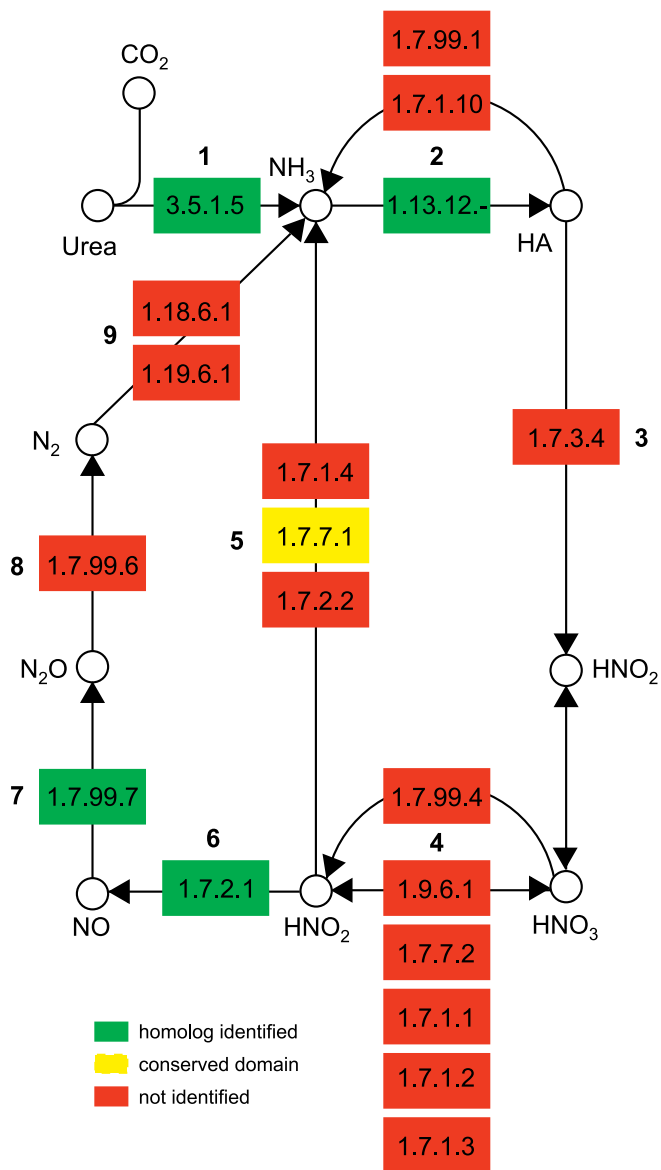 1.7.99.1
CO₂
1.7.1.10
1
NH₃
2
3.5.1.5
1.13.12.-
Urea
HA
1.18.6.1
9
1.19.6.1
N₂
1.7.3.4
3
1.7.1.4
5
1.7.7.1
8
1.7.99.6
1.7.2.2
N₂O
HNO₂
7
1.7.99.7
1.7.99.4
6
4
1.7.2.1
1.9.6.1
NO
HNO₂
HNO₃
1.7.7.2
homolog identified
1.7.1.1
conserved domain
1.7.1.2
not identified
1.7.1.3